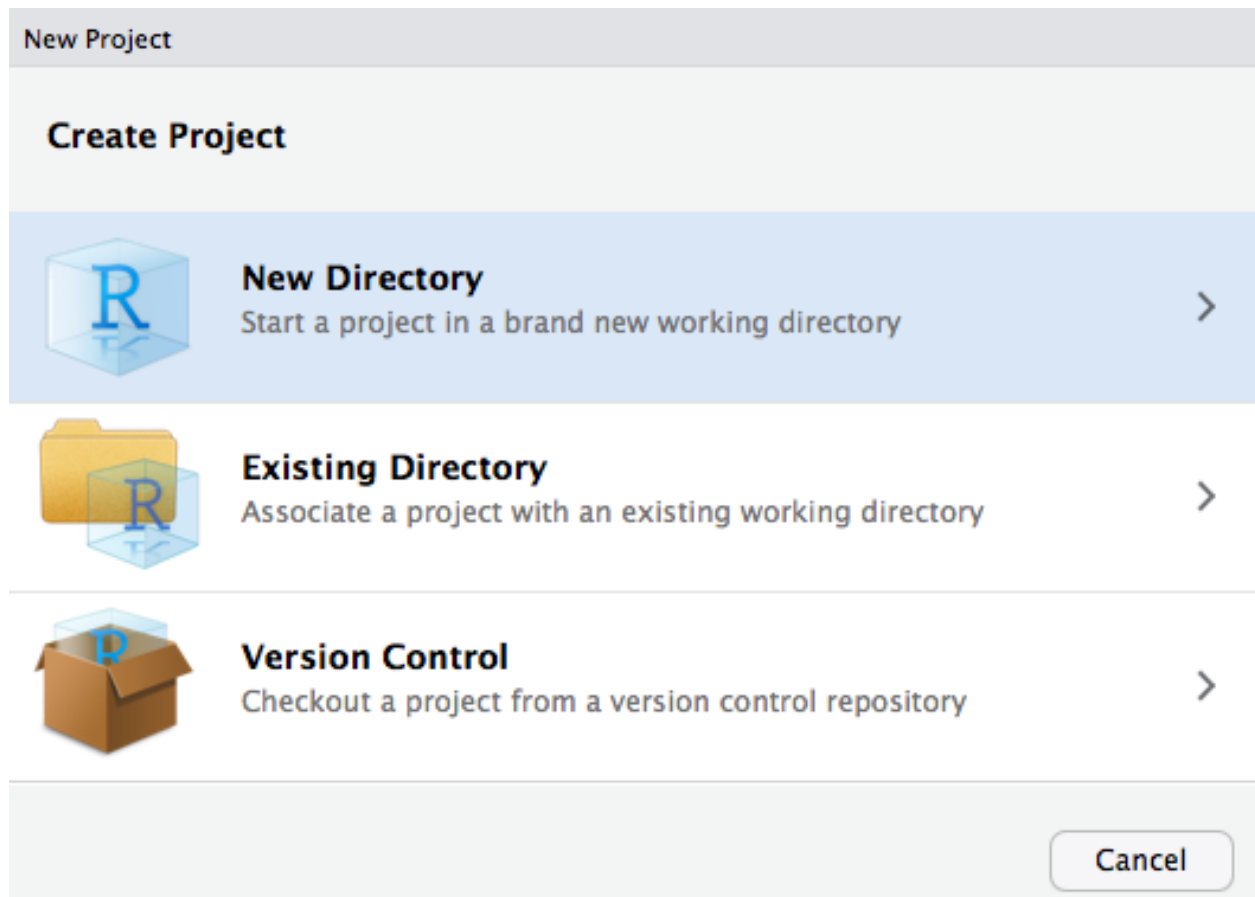 New Project
Create Project
R
New Directory
Start a project in a brand new working directory
R
Existing Directory
Associate a project with an existing working directory
R
Version Control
Checkout a project from a version control repository
Cancel